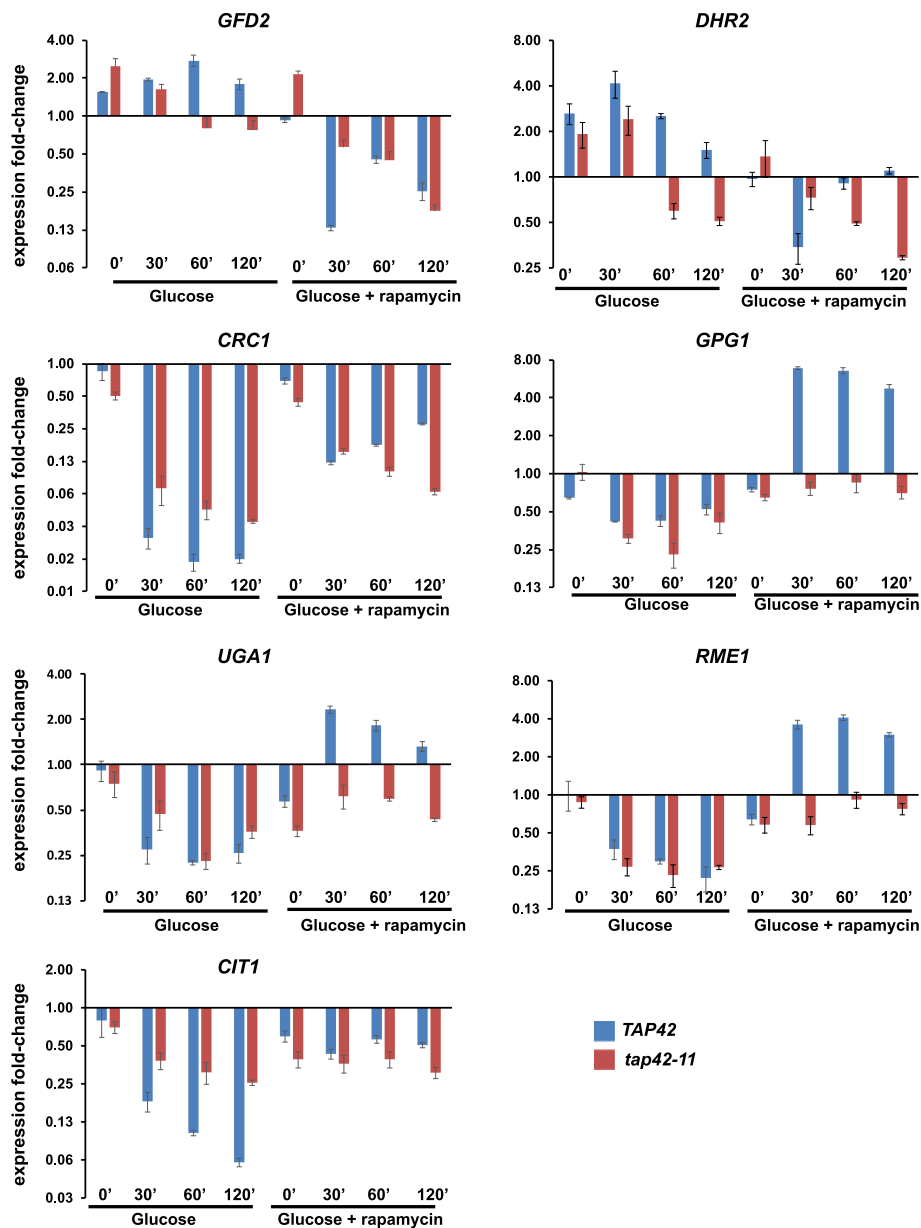 GFD2
expression fold-change
4.00
2.00
1.00
0.50
0.25
0.13
0.06
0’ 30’ 60’ 120’ 0’ 30’ 60’ 120’
Glucose Glucose + rapamycin
DHR2
8.00
4.00
2.00
1.00
0.50
0.25
0’ 30’ 60’ 120’ 0’ 30’ 60’ 120’
Glucose Glucose + rapamycin
CRC1
expression fold-change
1.00
0.50
0.25
0.13
0.06
0.03
0.02
0.01
0’ 30’ 60’ 120’ 0’ 30’ 60’ 120’
Glucose Glucose + rapamycin
GPG1
8.00
4.00
2.00
1.00
0.50
0.25
0.13
0’ 30’ 60’ 120’ 0’ 30’ 60’ 120’
Glucose Glucose + rapamycin
UGA1
expression fold-change
4.00
2.00
1.00
0.50
0.25
0.13
0’ 30’ 60’ 120’ 0’ 30’ 60’ 120’
Glucose Glucose + rapamycin
RME1
8.00
4.00
2.00
1.00
0.50
0.25
0.13
0’ 30’ 60’ 120’ 0’ 30’ 60’ 120’
Glucose Glucose + rapamycin
CIT1
expression fold-change
2.00
1.00
0.50
0.25
0.13
0.06
0.03
0’ 30’ 60’ 120’ 0’ 30’ 60’ 120’
Glucose Glucose + rapamycin
TAP42
tap42-11